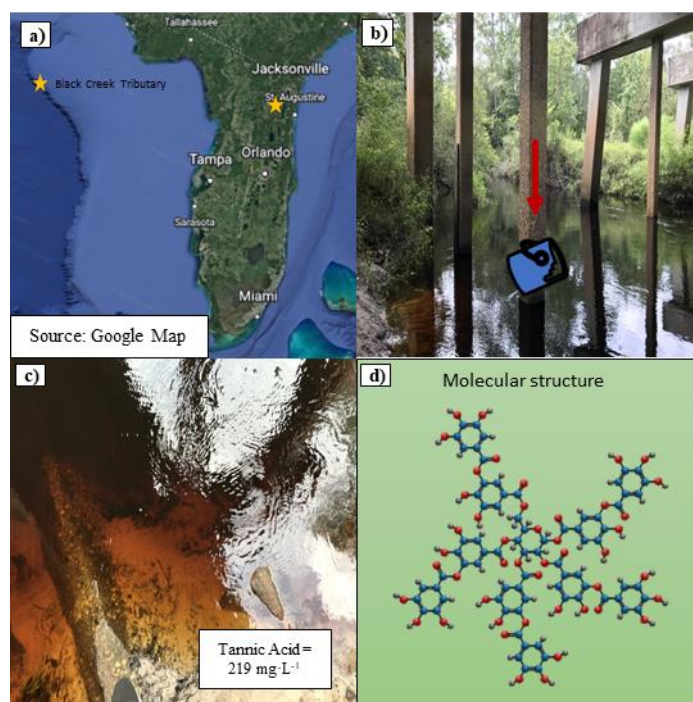 a)
Tallahassee
Black Creek Tributary
Jacksonville
St. Augustine
Tampa
Orlando
Sarasota
Miami
Source: Google Map
b)
c)
Tannic Acid =
219 mg·L⁻¹
d)
Molecular structure